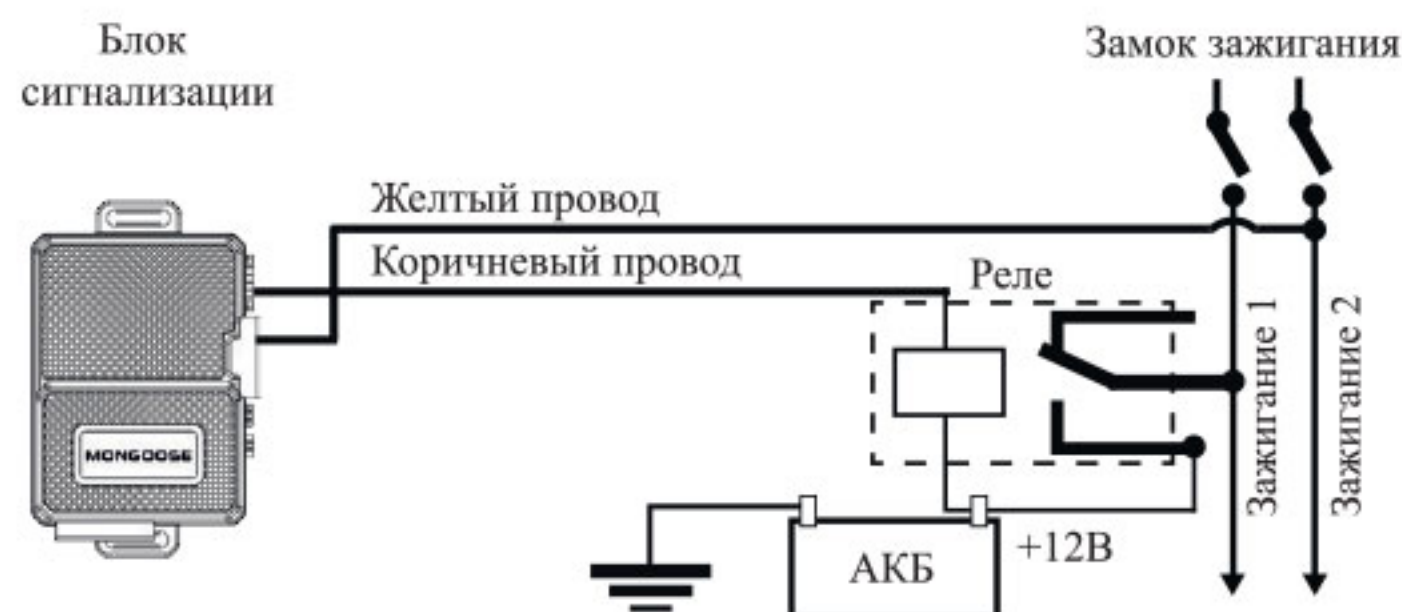 Блок
сигнализации
Замок зажигания
Желтый провод
Коричневый провод
Реле
Зажигание 1
Зажигание 2
MONGOOSE
+12В
АКБ